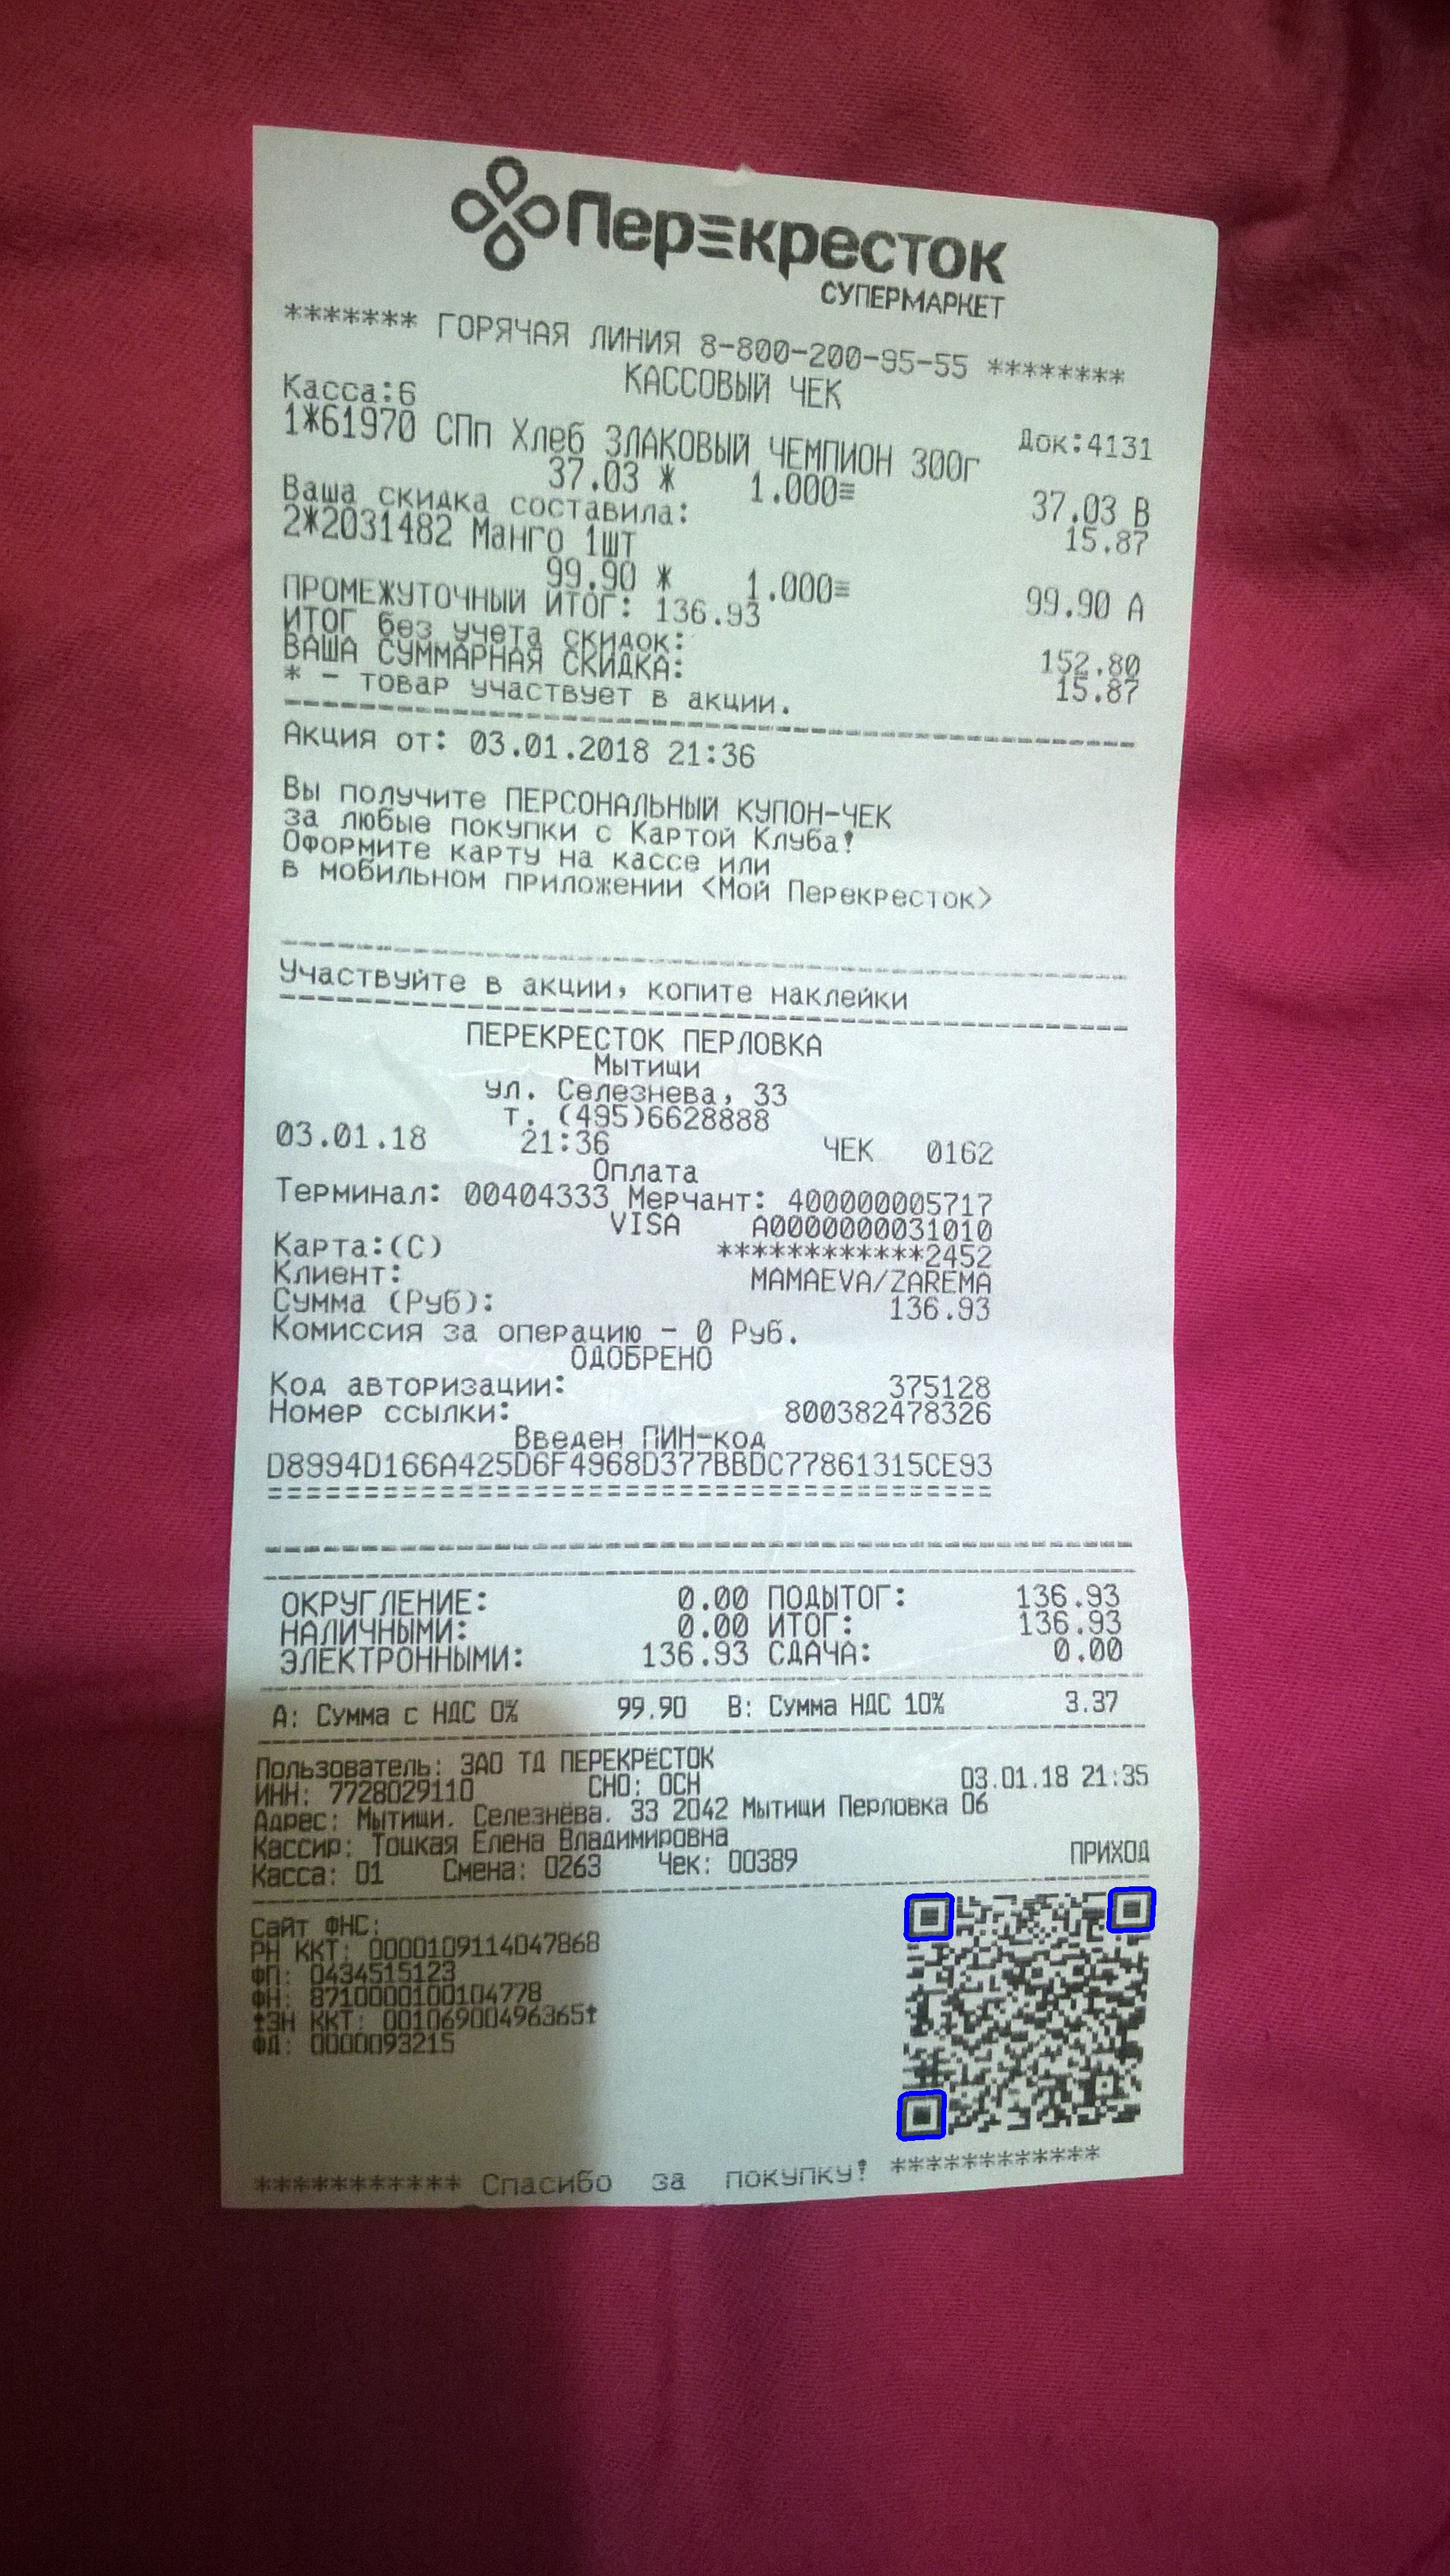 Перекресток
СУПЕРМАРКЕТ
******* ГОРЯЧАЯ ЛИНИЯ 8-800-200-95-55 ********
КАССОВЫЙ ЧЕК
Касса:6 Док:4131
1*61970 СПп Хлеб ЗЛАКОВЫЙ ЧЕМПИОН 300г
37.03 * 1.000≡ 37.03 В
Ваша скидка составила: 15.87
2*2031482 Манго 1шт
99.90 * 1.000≡ 99.90 А
ПРОМЕЖУТОЧНЫЙ ИТОГ: 136.93
ИТОГ без учета скидок: 152.80
ВАША СУММАРНАЯ СКИДКА: 15.87
* - товар участвует в акции.
Акция от: 03.01.2018 21:36
Вы получите ПЕРСОНАЛЬНЫЙ КУПОН-ЧЕК
за любые покупки с Картой Клуба!
Оформите карту на кассе или
в мобильном приложении <Мой Перекресток>
Участвуйте в акции, копите наклейки
ПЕРЕКРЕСТОК ПЕРЛОВКА
Мытищи
ул. Селезнева, 33
т. (495)6628888
03.01.18 21:36 ЧЕК 0162
Оплата
Терминал: 00404333 Мерчант: 400000005717
VISA A0000000031010
Карта:(C) ************2452
Клиент: MAMAEVA/ZAREMA
Сумма (Руб): 136.93
Комиссия за операцию - 0 Руб.
ОДОБРЕНО
Код авторизации: 375128
Номер ссылки: 800382478326
Введен ПИН-код
D8994D166A425D6F4968D377BBDC77861315CE93
======================================
ОКРУГЛЕНИЕ: 0.00 ПОДЫТОГ: 136.93
НАЛИЧНЫМИ: 0.00 ИТОГ: 136.93
ЭЛЕКТРОННЫМИ: 136.93 СДАЧА: 0.00
А: Сумма с НДС 0% 99.90 В: Сумма НДС 10% 3.37
Пользователь: ЗАО ТД ПЕРЕКРЁСТОК
ИНН: 7728029110 СНО: ОСН 03.01.18 21:35
Адрес: Мытищи. Селезнёва. 33 2042 Мытищи Перловка 06
Кассир: Тоцкая Елена Владимировна
Касса: 01 Смена: 0263 Чек: 00389 ПРИХОД
Сайт ФНС:
РН ККТ: 0000109114047868
ФП: 0434515123
ФН: 8710000100104778
ЗН ККТ: 00106900496365
ФД: 0000093215
*********** Спасибо за покупку! ************